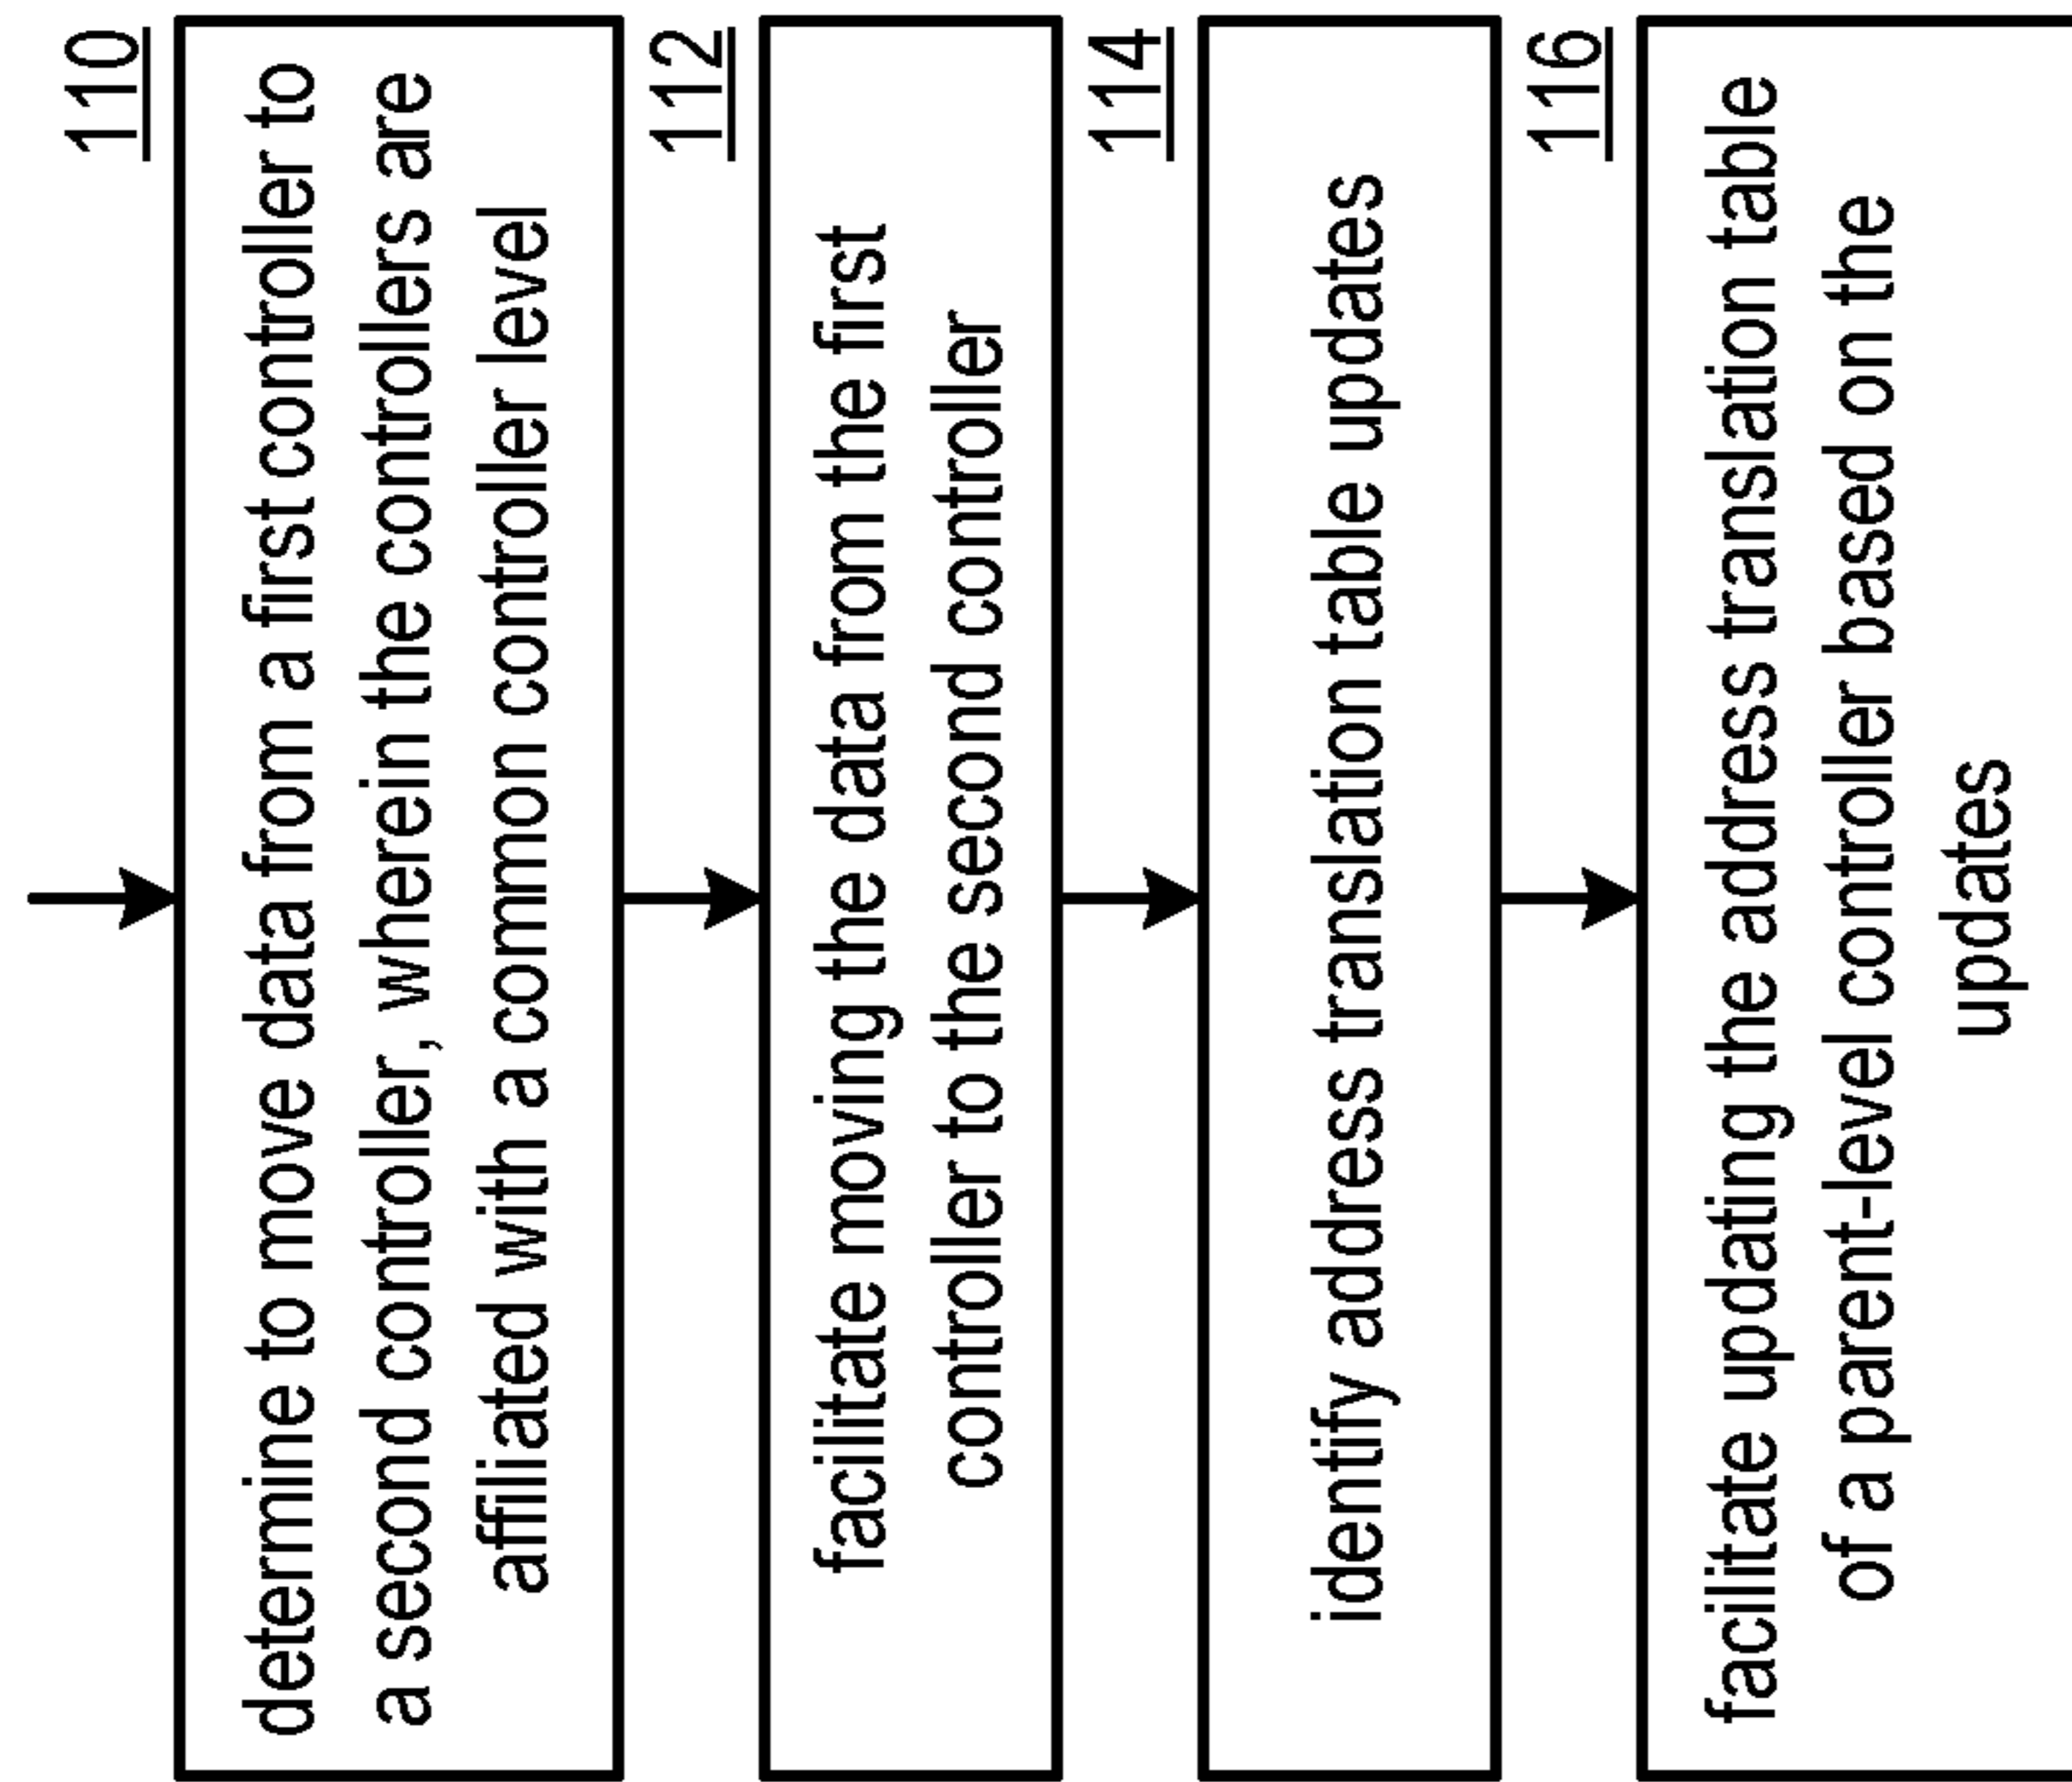 110
determine to move data from a first controller to
a second controller, wherein the controllers are
affiliated with a common controller level
112
facilitate moving the data from the first
controller to the second controller
114
identify address translation table updates
116
facilitate updating the address translation table
of a parent-level controller based on the
updates